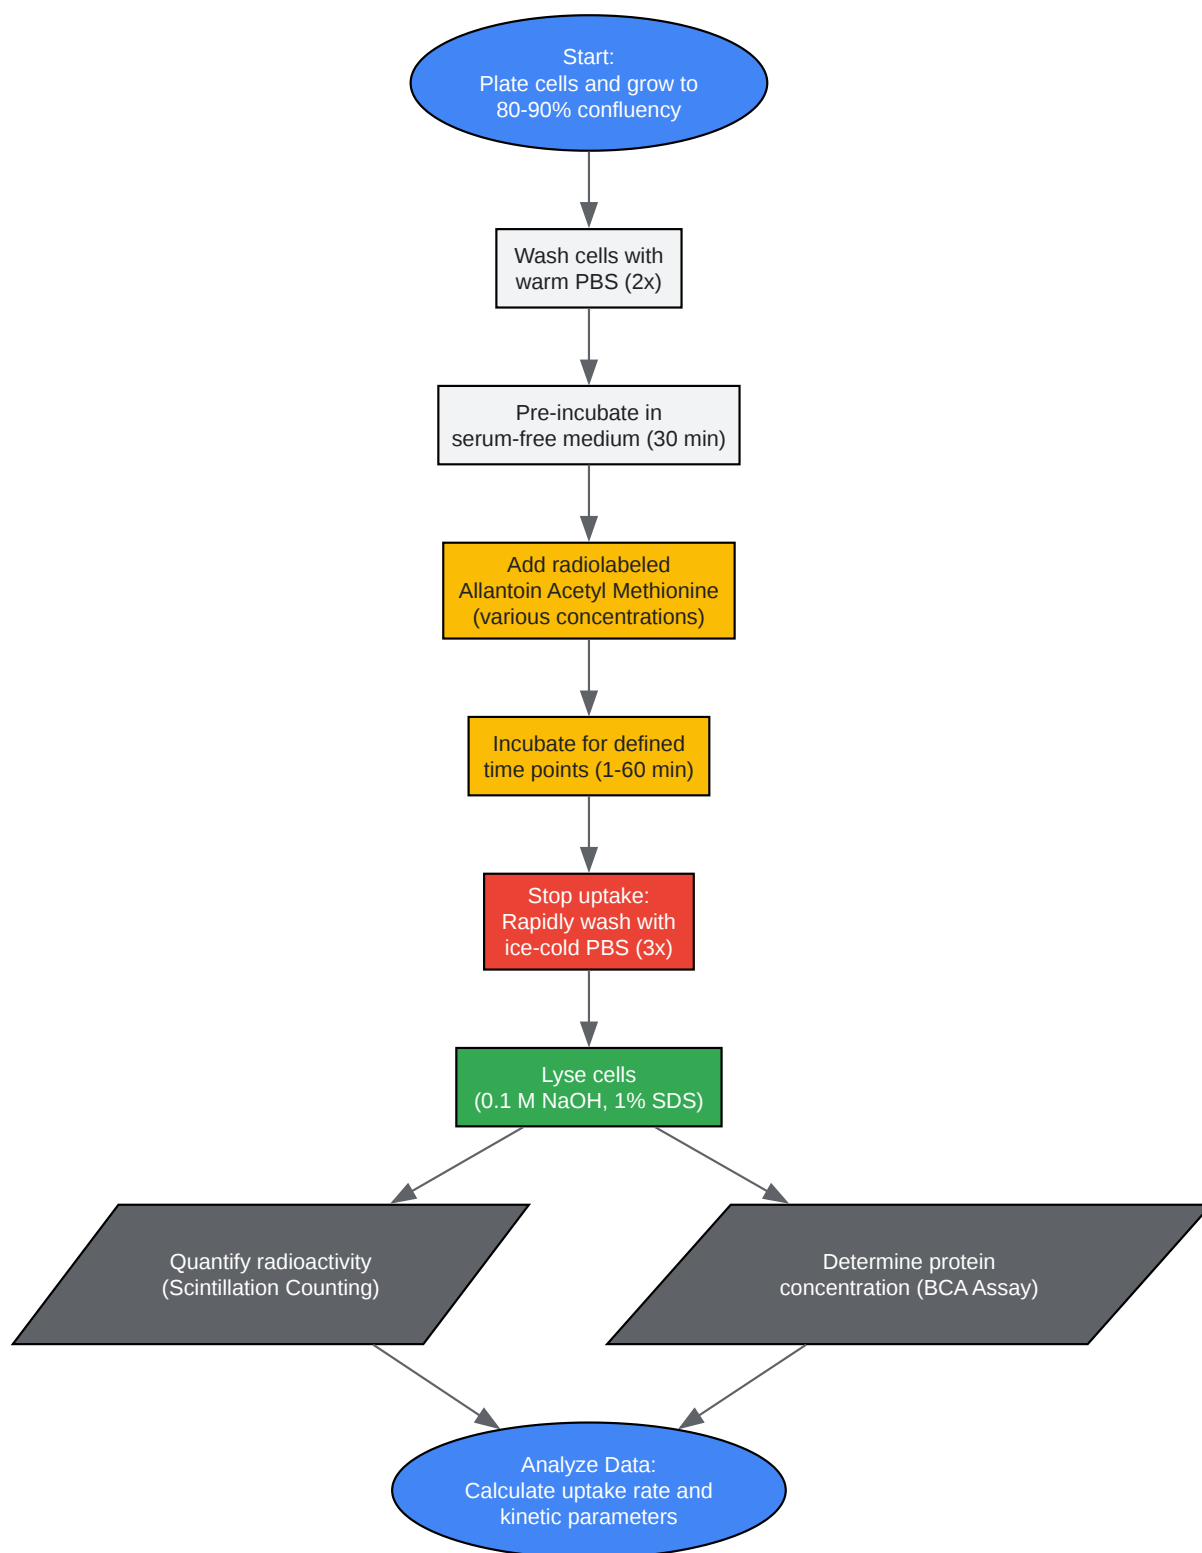 Start:
Plate cells and grow to
80-90% confluency
Wash cells with
warm PBS (2x)
Pre-incubate in
serum-free medium (30 min)
Add radiolabeled
Allantoin Acetyl Methionine
(various concentrations)
Incubate for defined
time points (1-60 min)
Stop uptake:
Rapidly wash with
ice-cold PBS (3x)
Lyse cells
(0.1 M NaOH, 1% SDS)
Quantify radioactivity
(Scintillation Counting)
Determine protein
concentration (BCA Assay)
Analyze Data:
Calculate uptake rate and
kinetic parameters